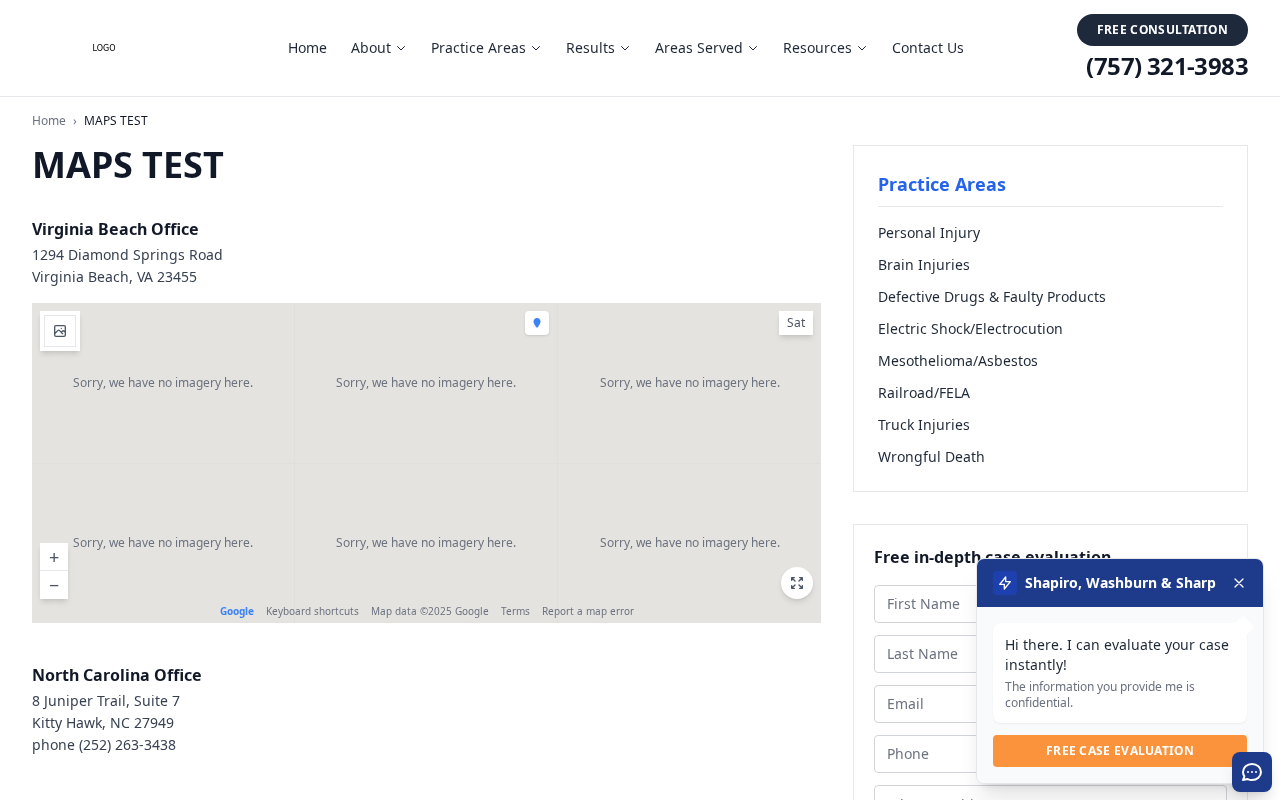 LOGO
Home
About
Practice Areas
Results
Areas Served
Resources
Contact Us
FREE CONSULTATION
(757) 321-3983
Home › MAPS TEST
MAPS TEST
Virginia Beach Office
1294 Diamond Springs Road
Virginia Beach, VA 23455
Sat
Sorry, we have no imagery here.
Sorry, we have no imagery here.
Sorry, we have no imagery here.
Sorry, we have no imagery here.
Sorry, we have no imagery here.
Sorry, we have no imagery here.
+
−
Google Keyboard shortcuts Map data ©2025 Google Terms Report a map error
North Carolina Office
8 Juniper Trail, Suite 7
Kitty Hawk, NC 27949
phone (252) 263-3438
Practice Areas
Personal Injury
Brain Injuries
Defective Drugs & Faulty Products
Electric Shock/Electrocution
Mesothelioma/Asbestos
Railroad/FELA
Truck Injuries
Wrongful Death
Free in-depth case evaluation
First Name
Last Name
Email
Phone
Shapiro, Washburn & Sharp
Hi there. I can evaluate your case
instantly!
The information you provide me is
confidential.
FREE CASE EVALUATION